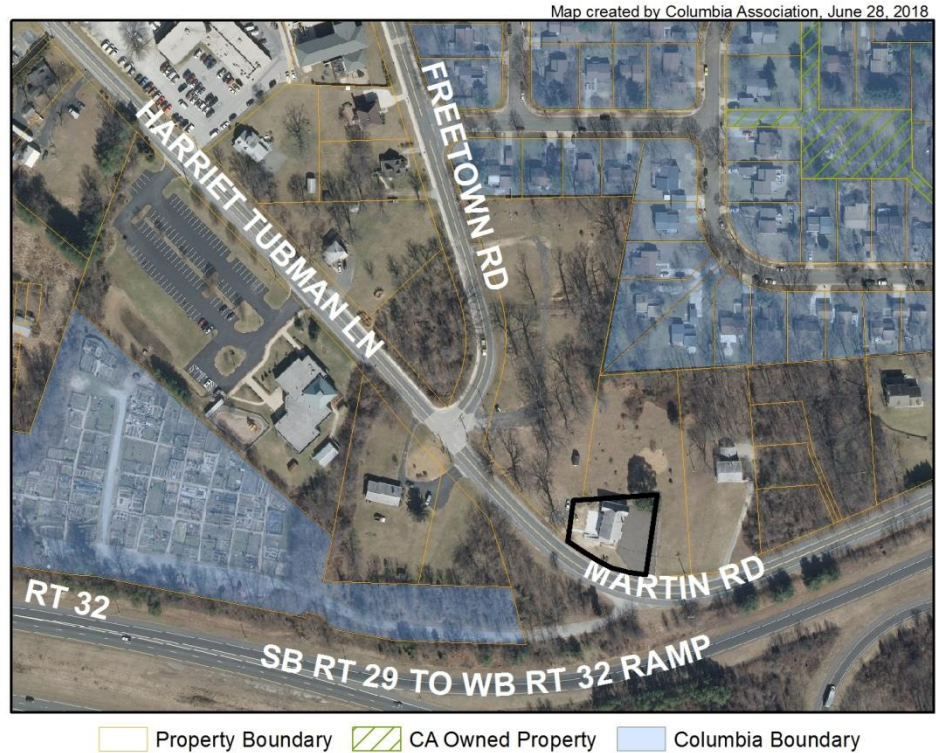 Map created by Columbia Association, June 28, 2018
HARRIET TUBMAN LN
FREETOWN RD
MARTIN RD
RT 32
SB RT 29 TO WB RT 32 RAMP
Property Boundary CA Owned Property Columbia Boundary